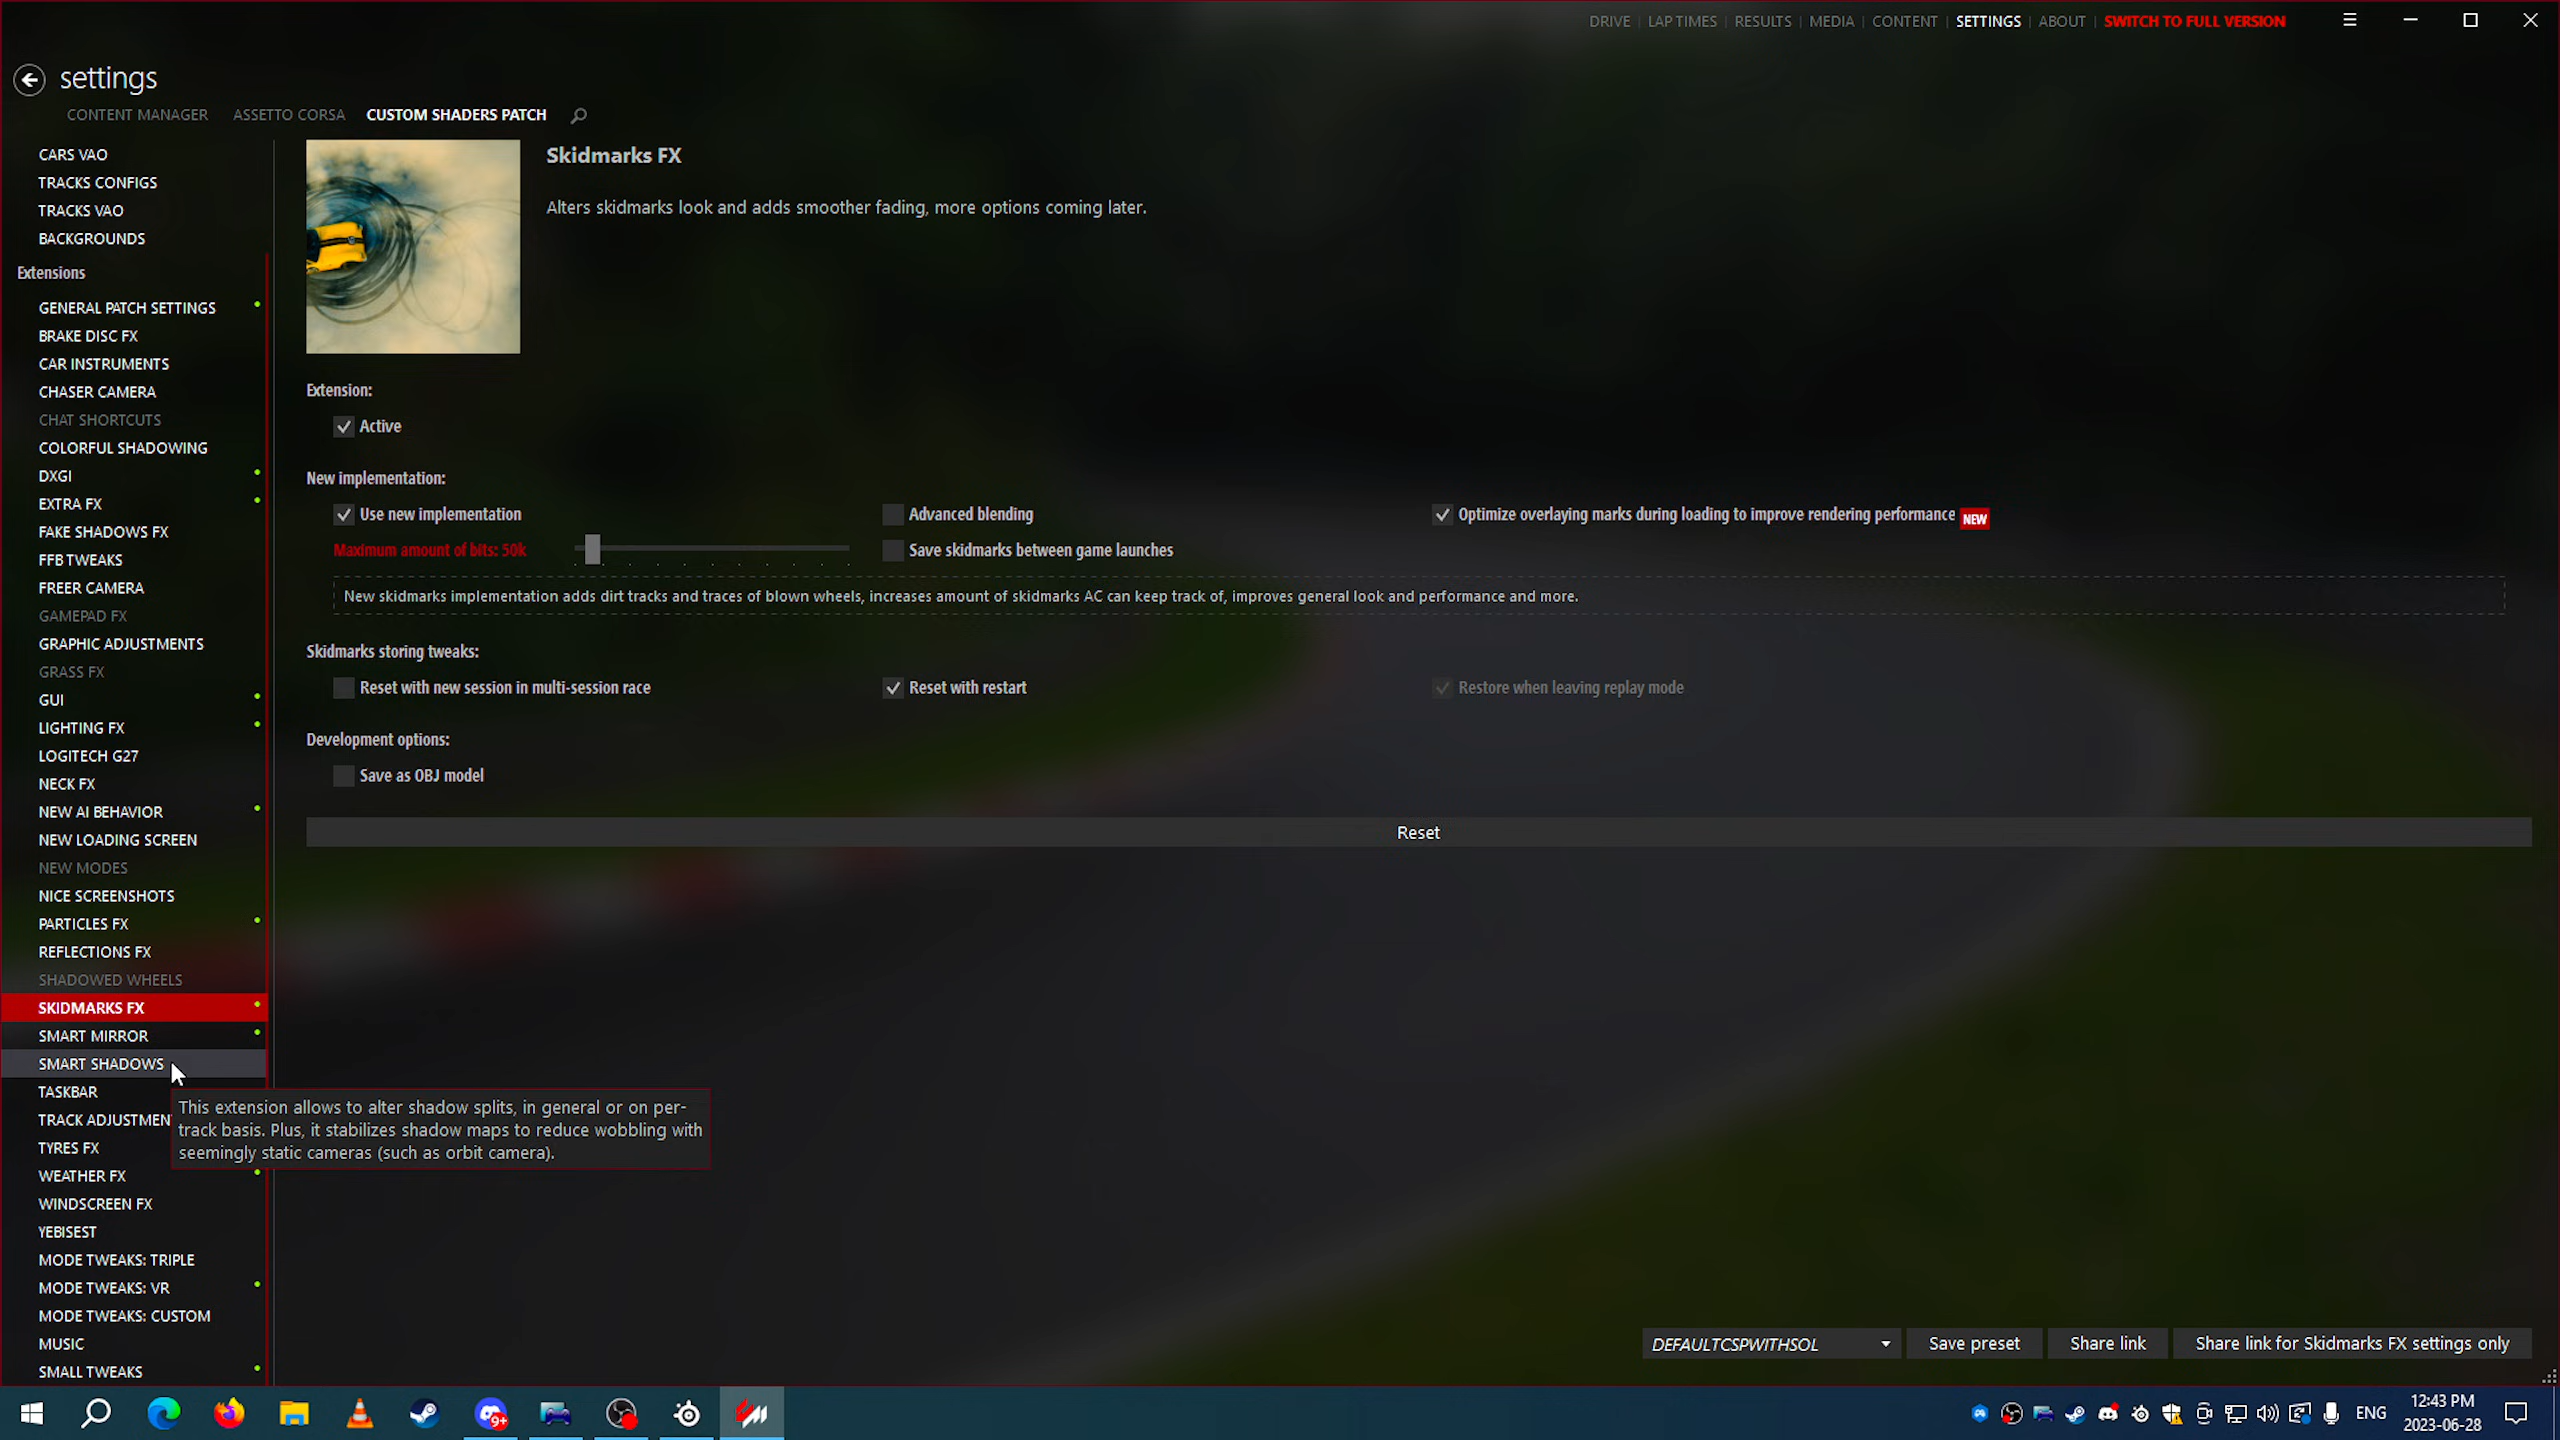 DRIVE | LAP TIMES | RESULTS | MEDIA | CONTENT | SETTINGS | ABOUT | SWITCH TO FULL VERSION
settings
CONTENT MANAGER ASSETTO CORSA CUSTOM SHADERS PATCH
CARS VAO
TRACKS CONFIGS
TRACKS VAO
BACKGROUNDS
Extensions
GENERAL PATCH SETTINGS
BRAKE DISC FX
CAR INSTRUMENTS
CHASER CAMERA
CHAT SHORTCUTS
COLORFUL SHADOWING
DXGI
EXTRA FX
FAKE SHADOWS FX
FFB TWEAKS
FREER CAMERA
GAMEPAD FX
GRAPHIC ADJUSTMENTS
GRASS FX
GUI
LIGHTING FX
LOGITECH G27
NECK FX
NEW AI BEHAVIOR
NEW LOADING SCREEN
NEW MODES
NICE SCREENSHOTS
PARTICLES FX
REFLECTIONS FX
SHADOWED WHEELS
SKIDMARKS FX
SMART MIRROR
SMART SHADOWS
TASKBAR
TRACK ADJUSTMEN
TYRES FX
WEATHER FX
WINDSCREEN FX
YEBISEST
MODE TWEAKS: TRIPLE
MODE TWEAKS: VR
MODE TWEAKS: CUSTOM
MUSIC
SMALL TWEAKS
This extension allows to alter shadow splits, in general or on per-
track basis. Plus, it stabilizes shadow maps to reduce wobbling with
seemingly static cameras (such as orbit camera).
Skidmarks FX
Alters skidmarks look and adds smoother fading, more options coming later.
Extension:
Active
New implementation:
Use new implementation Advanced blending Optimize overlaying marks during loading to improve rendering performance NEW
Maximum amount of bits: 50k Save skidmarks between game launches
New skidmarks implementation adds dirt tracks and traces of blown wheels, increases amount of skidmarks AC can keep track of, improves general look and performance and more.
Skidmarks storing tweaks:
Reset with new session in multi-session race Reset with restart Restore when leaving replay mode
Development options:
Save as OBJ model
Reset
DEFAULTCSPWITHSOL Save preset Share link Share link for Skidmarks FX settings only
9+
ENG
12:43 PM
2023-06-28